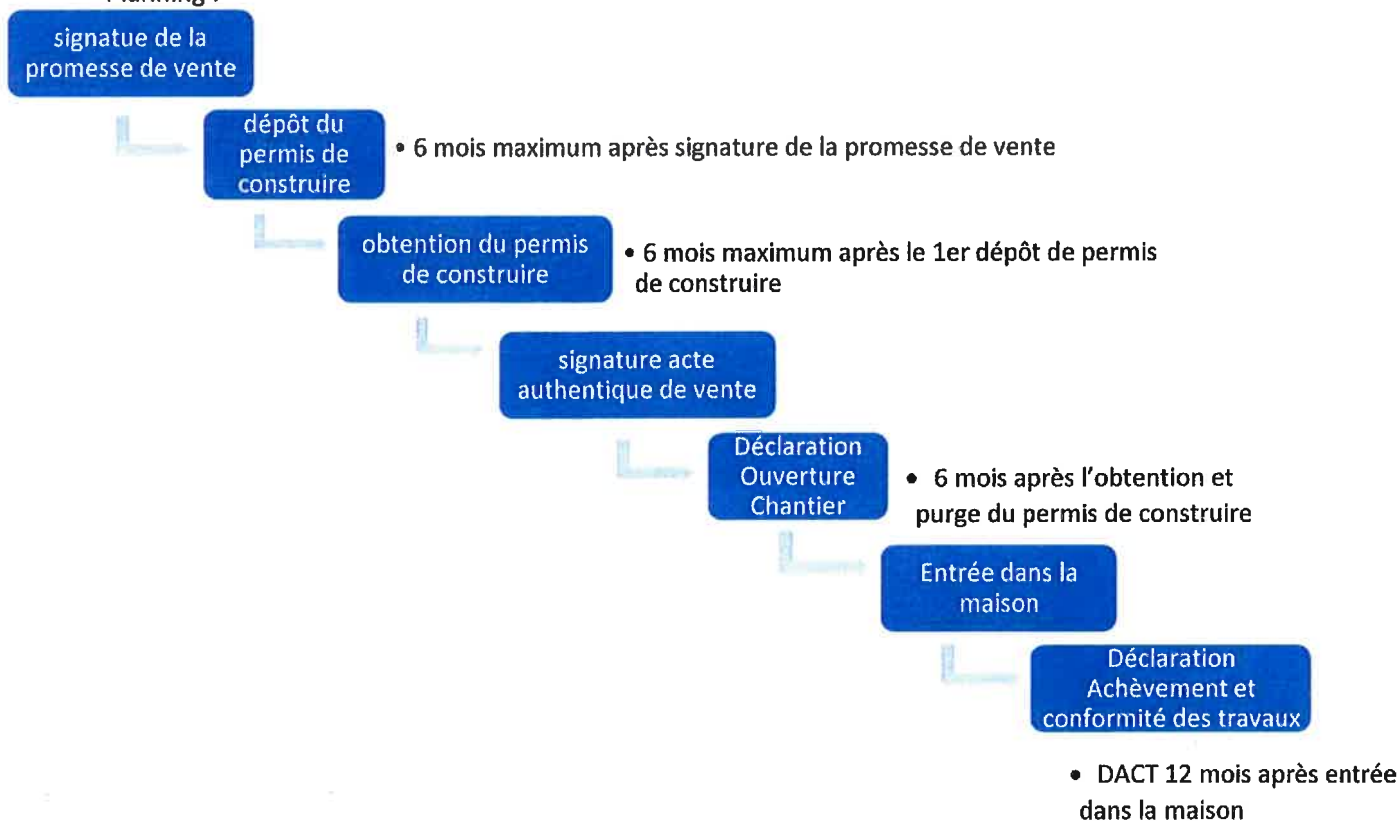 signatue de la
promesse de vente
dépôt du
permis de
construire
• 6 mois maximum après signature de la promesse de vente
obtention du permis
de construire
• 6 mois maximum après le 1er dépôt de permis
de construire
signature acte
authentique de vente
Déclaration
Ouverture
Chantier
• 6 mois après l'obtention et
purge du permis de construire
Entrée dans la
maison
Déclaration
Achèvement et
conformité des travaux
• DACT 12 mois après entrée
dans la maison